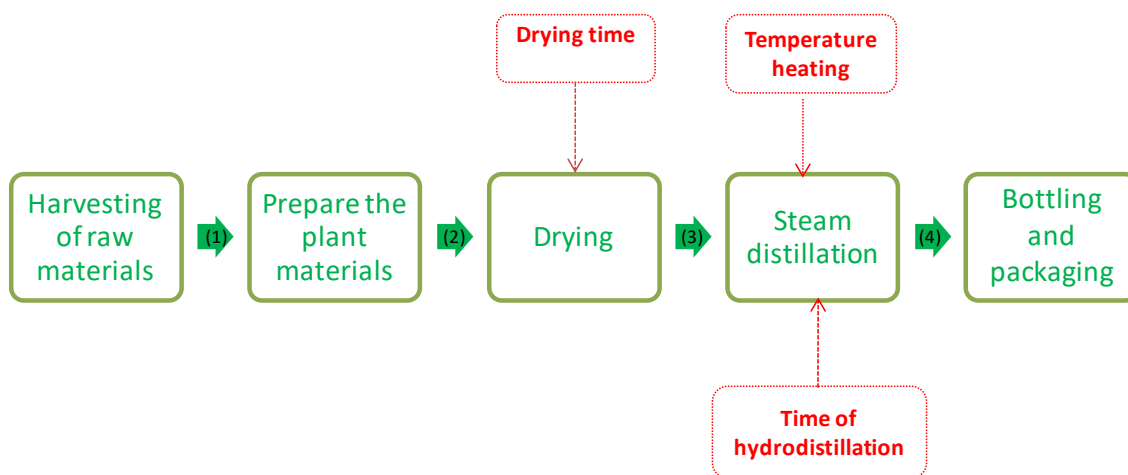 Drying time
Temperature
heating
Harvesting
of raw
materials
(1)
Prepare the
plant
materials
(2)
Drying
(3)
Steam
distillation
(4)
Bottling
and
packaging
Time of
hydrodistillation